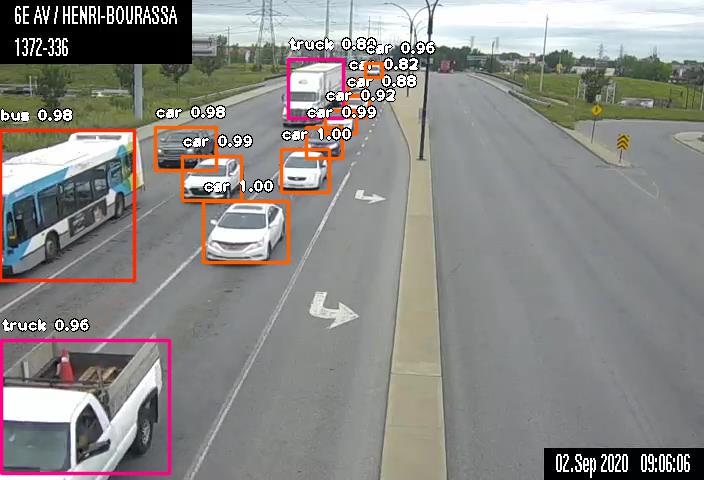 6E AV / HENRI-BOURASSA
1372-336
truck 0.82
car 0.96
car 0.82
car 0.88
car 0.92
bus 0.98
car 0.98
car 0.99
car 0.99
car 1.00
car 1.00
truck 0.96
02.Sep 2020 09:06:06